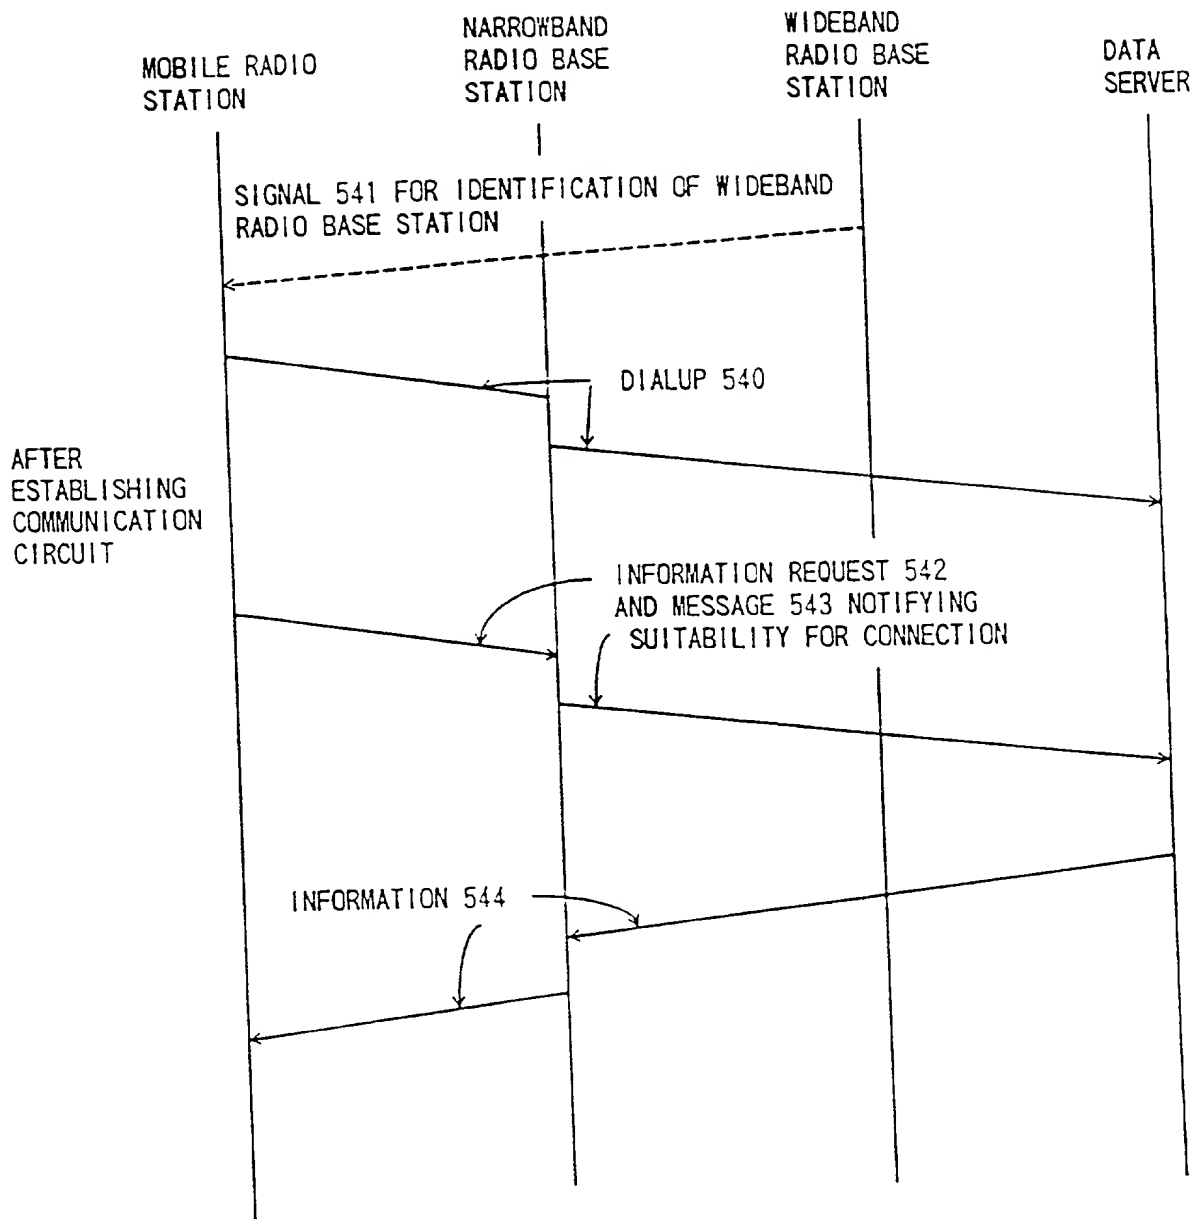 MOBILE RADIO
STATION
NARROWBAND
RADIO BASE
STATION
WIDEBAND
RADIO BASE
STATION
DATA
SERVER
SIGNAL 541 FOR IDENTIFICATION OF WIDEBAND
RADIO BASE STATION
DIALUP 540
AFTER
ESTABLISHING
COMMUNICATION
CIRCUIT
INFORMATION REQUEST 542
AND MESSAGE 543 NOTIFYING
SUITABILITY FOR CONNECTION
INFORMATION 544